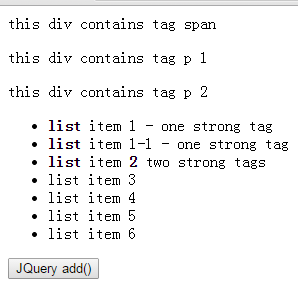 this div contains tag span
this div contains tag p 1
this div contains tag p 2
list item 1 - one strong tag
list item 1-1 - one strong tag
list item 2 two strong tags
list item 3
list item 4
list item 5
list item 6
JQuery add()